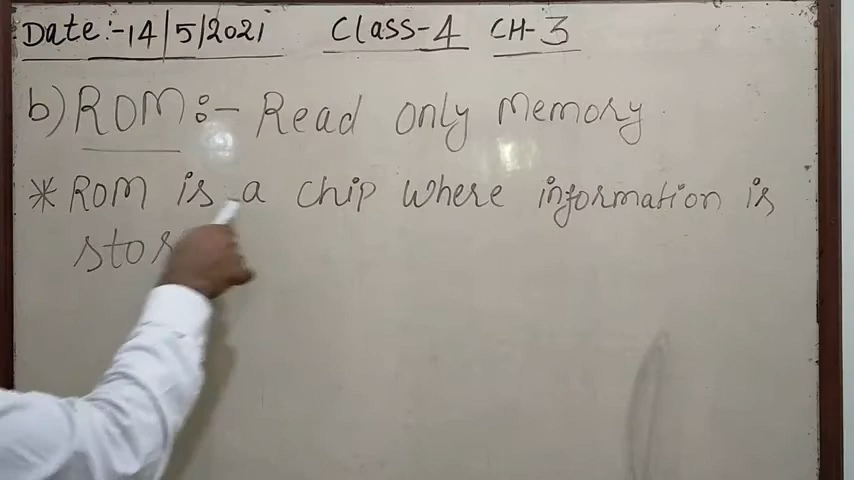 Date:-14/5/2021 Class-4 CH-3
b) ROM:- Read only memory
* ROM is a chip where information is